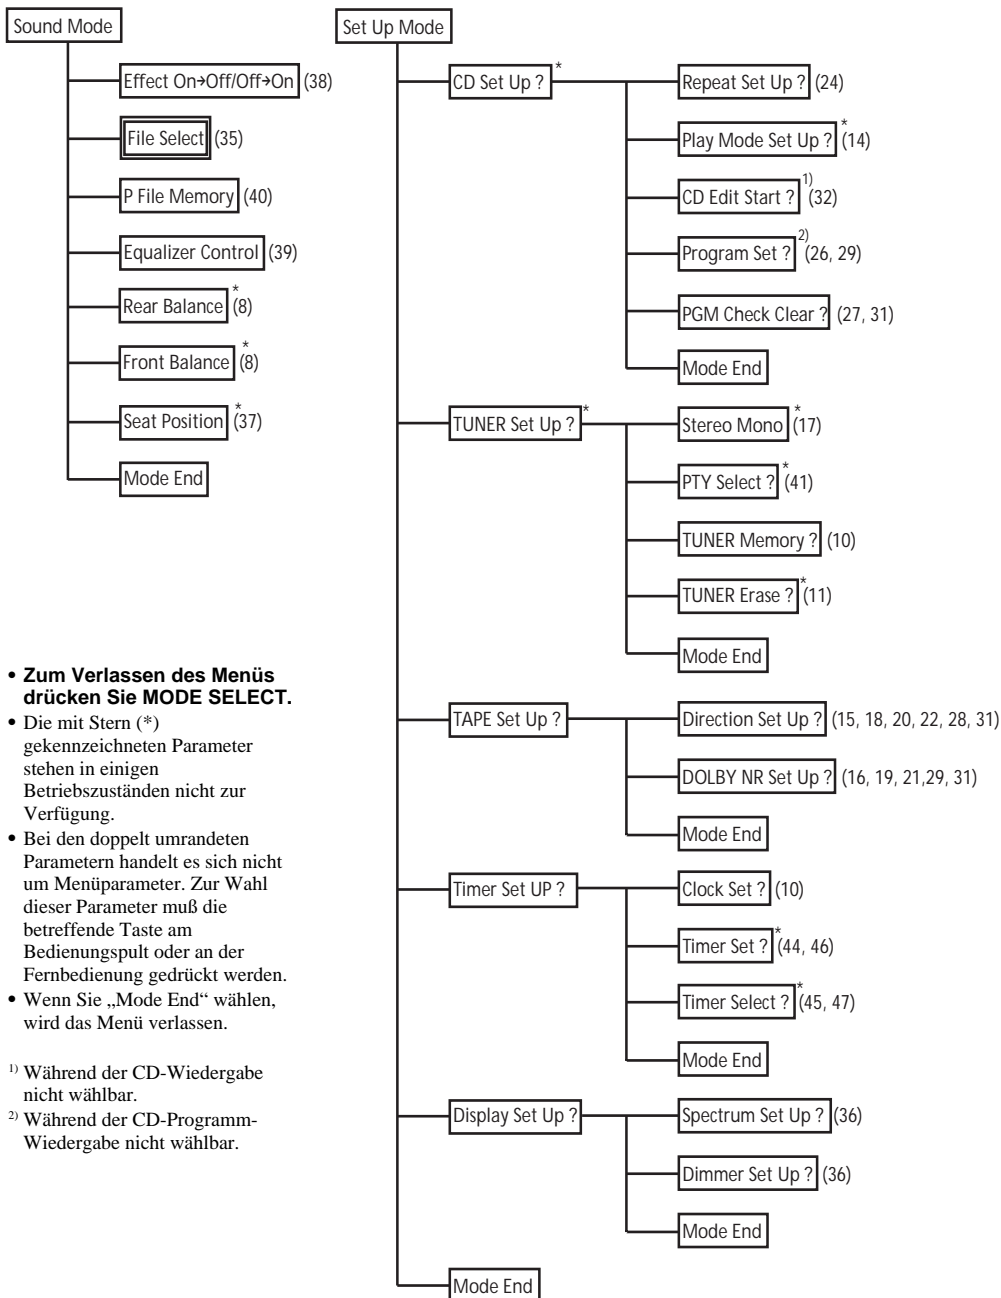 Sound Mode
Effect On→Off/Off→On (38)
File Select (35)
P File Memory (40)
Equalizer Control (39)
Rear Balance * (8)
Front Balance * (8)
Seat Position * (37)
Mode End
Set Up Mode
CD Set Up ? *
Repeat Set Up ? (24)
Play Mode Set Up ? * (14)
CD Edit Start ? 1) (32)
Program Set ? 2) (26, 29)
PGM Check Clear ? (27, 31)
Mode End
TUNER Set Up ? *
Stereo Mono * (17)
PTY Select ? * (41)
TUNER Memory ? (10)
TUNER Erase ? * (11)
Mode End
TAPE Set Up ?
Direction Set Up ? (15, 18, 20, 22, 28, 31)
DOLBY NR Set Up ? (16, 19, 21,29, 31)
Mode End
Timer Set UP ?
Clock Set ? (10)
Timer Set ? * (44, 46)
Timer Select ? * (45, 47)
Mode End
Display Set Up ?
Spectrum Set Up ? (36)
Dimmer Set Up ? (36)
Mode End
Mode End
• Zum Verlassen des Menüs
drücken Sie MODE SELECT.
• Die mit Stern (*)
gekennzeichneten Parameter
stehen in einigen
Betriebszuständen nicht zur
Verfügung.
• Bei den doppelt umrandeten
Parametern handelt es sich nicht
um Menüparameter. Zur Wahl
dieser Parameter muß die
betreffende Taste am
Bedienungspult oder an der
Fernbedienung gedrückt werden.
• Wenn Sie „Mode End“ wählen,
wird das Menü verlassen.
1) Während der CD-Wiedergabe
nicht wählbar.
2) Während der CD-Programm-
Wiedergabe nicht wählbar.